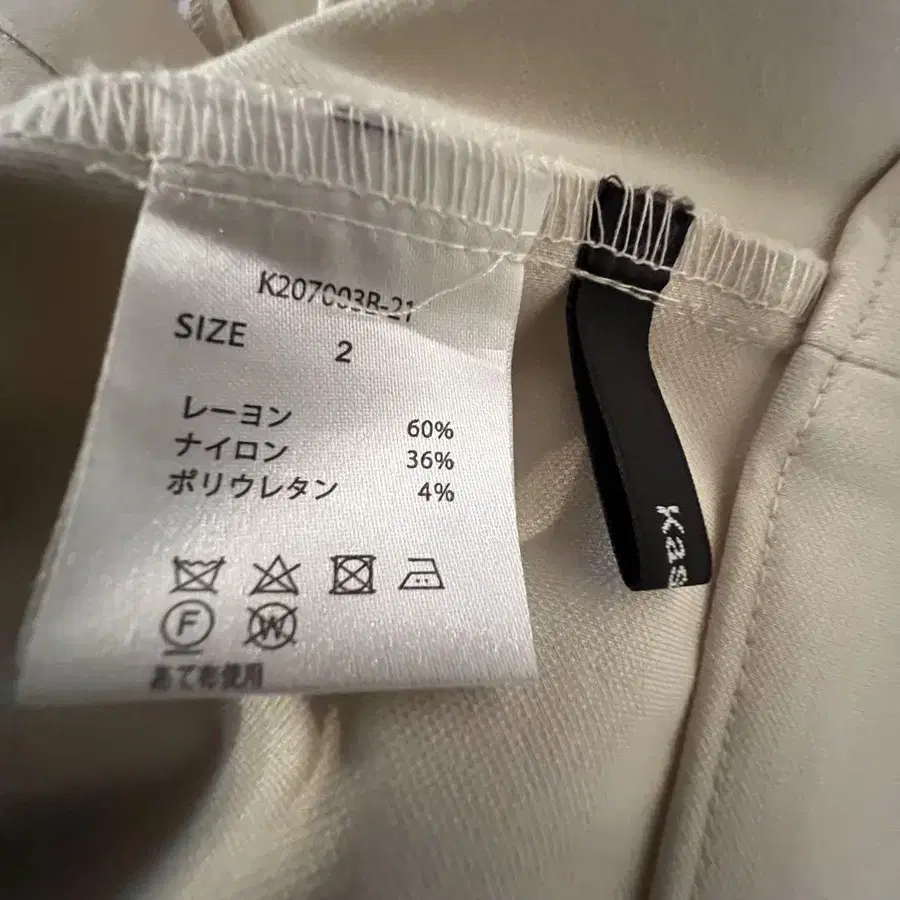 K207003B-21
SIZE 2
レーヨン 60%
ナイロン 36%
ポリウレタン 4%
F
W
あて布使用
Kas